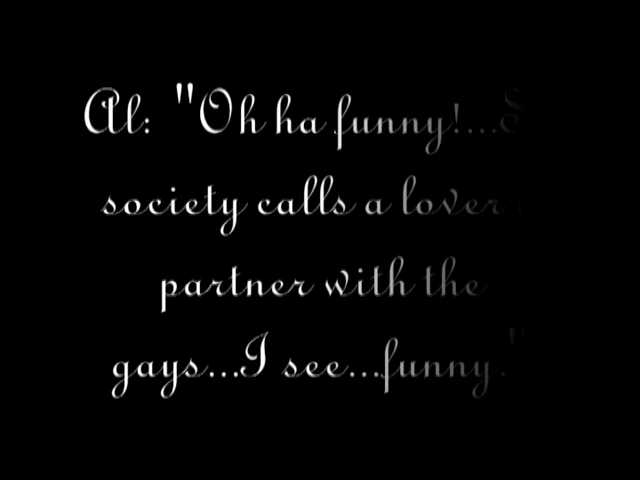 Al: "Oh ha funny!...S
society calls a lover
partner with the
gays...I see...funny."